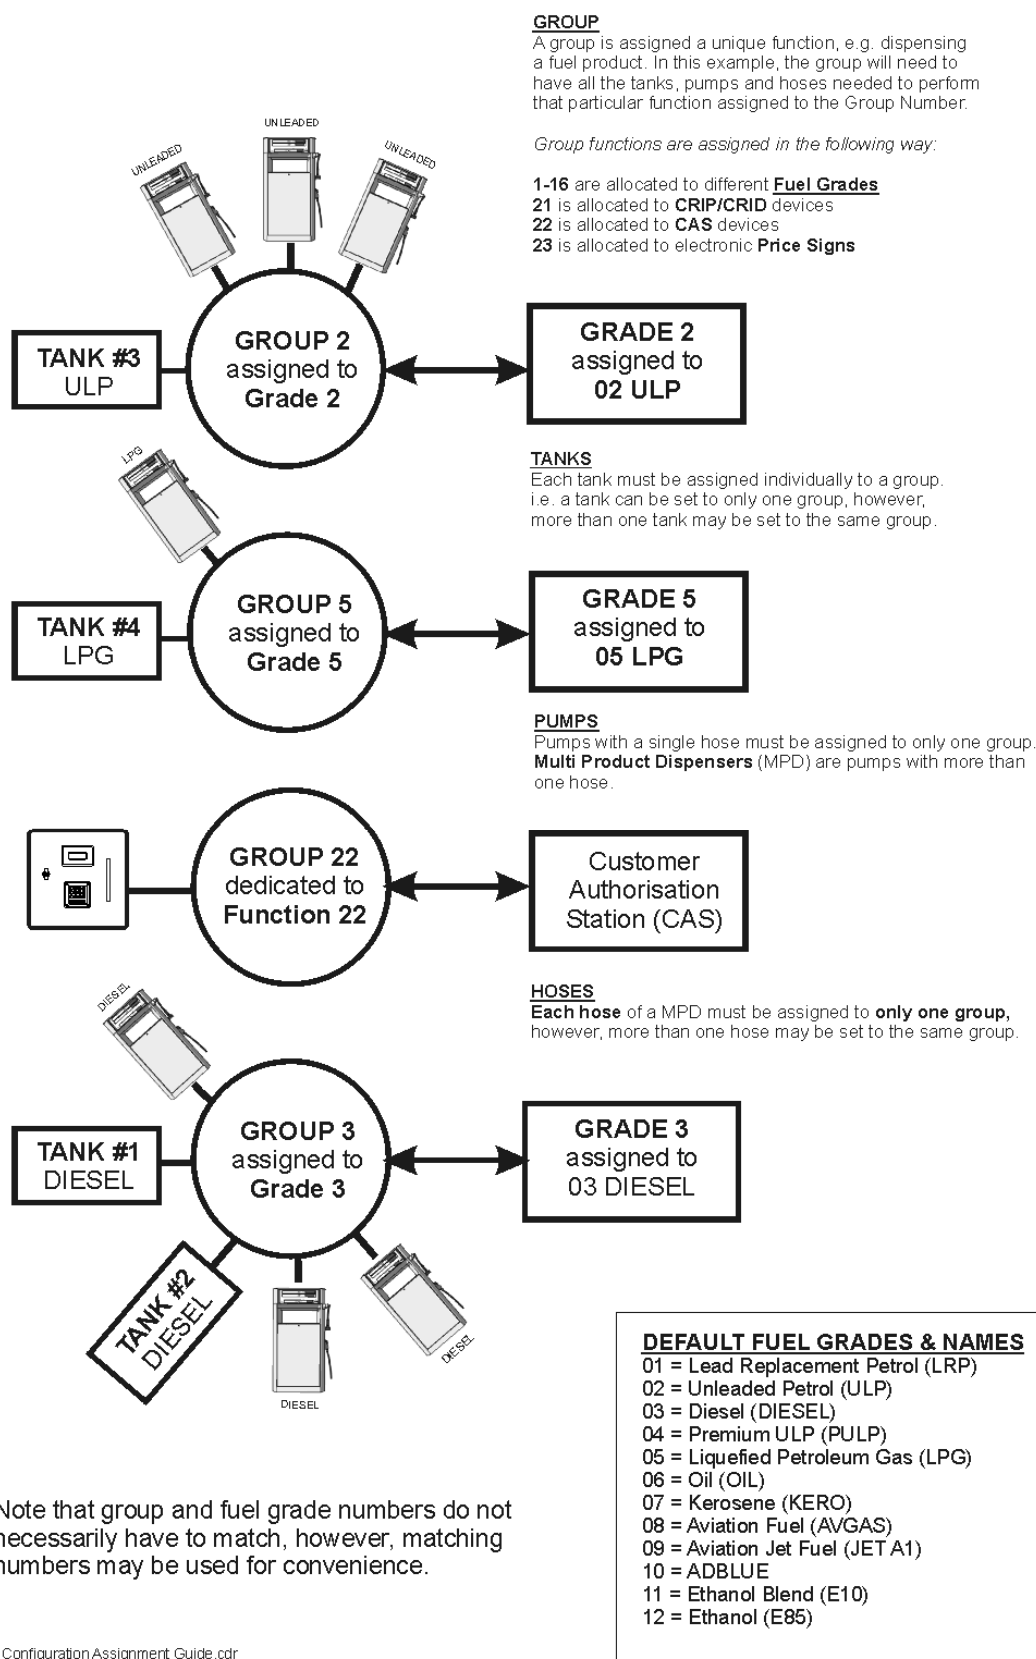 GROUP
A group is assigned a unique function, e.g. dispensing
a fuel product. In this example, the group will need to
have all the tanks, pumps and hoses needed to perform
that particular function assigned to the Group Number.
Group functions are assigned in the following way:
1-16 are allocated to different Fuel Grades
21 is allocated to CRIP/CRID devices
22 is allocated to CAS devices
23 is allocated to electronic Price Signs
UNLEADED
UNLEADED
UNLEADED
TANK #3
ULP
GROUP 2
assigned to
Grade 2
GRADE 2
assigned to
02 ULP
TANKS
Each tank must be assigned individually to a group.
i.e. a tank can be set to only one group, however,
more than one tank may be set to the same group.
LPG
TANK #4
LPG
GROUP 5
assigned to
Grade 5
GRADE 5
assigned to
05 LPG
PUMPS
Pumps with a single hose must be assigned to only one group.
Multi Product Dispensers (MPD) are pumps with more than
one hose.
GROUP 22
dedicated to
Function 22
Customer
Authorisation
Station (CAS)
HOSES
Each hose of a MPD must be assigned to only one group,
however, more than one hose may be set to the same group.
DIESEL
TANK #1
DIESEL
GROUP 3
assigned to
Grade 3
GRADE 3
assigned to
03 DIESEL
TANK #2
DIESEL
DIESEL
DIESEL
DEFAULT FUEL GRADES & NAMES
01 = Lead Replacement Petrol (LRP)
02 = Unleaded Petrol (ULP)
03 = Diesel (DIESEL)
04 = Premium ULP (PULP)
05 = Liquefied Petroleum Gas (LPG)
06 = Oil (OIL)
07 = Kerosene (KERO)
08 = Aviation Fuel (AVGAS)
09 = Aviation Jet Fuel (JET A1)
10 = ADBLUE
11 = Ethanol Blend (E10)
12 = Ethanol (E85)
Note that group and fuel grade numbers do not
necessarily have to match, however, matching
numbers may be used for convenience.
Configuration Assignment Guide.cdr